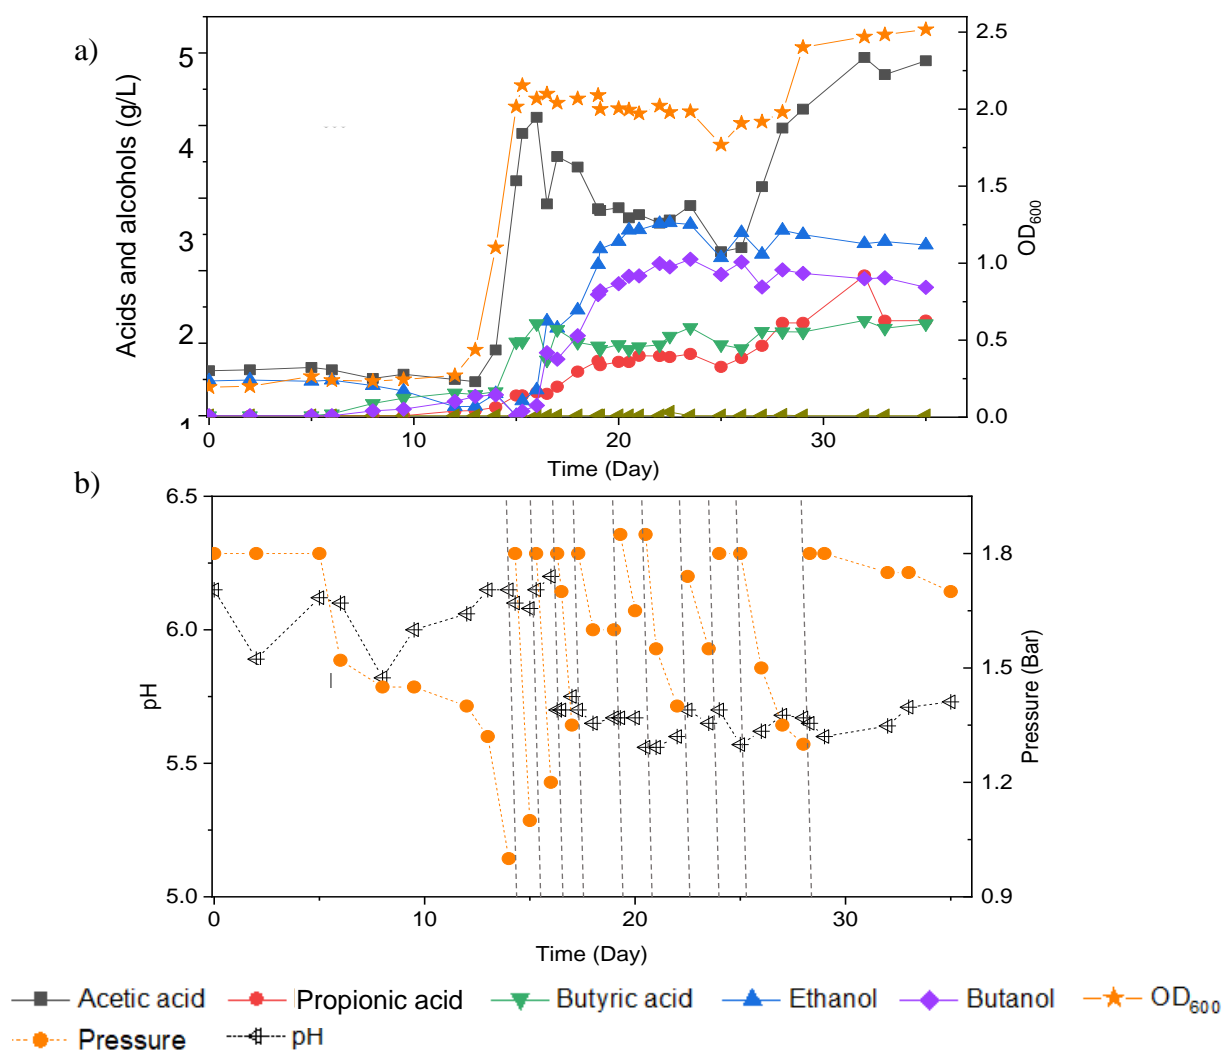 a)
Acids and alcohols (g/L)
5
4
3
2
1
2.5
2.0
1.5
1.0
0.5
0.0
OD600
0 10 20 30
Time (Day)
b)
pH
6.5
6.0
5.5
5.0
1.8
1.5
1.2
0.9
Pressure (Bar)
0 10 20 30
Time (Day)
Acetic acid Propionic acid Butyric acid Ethanol Butanol OD600
Pressure pH